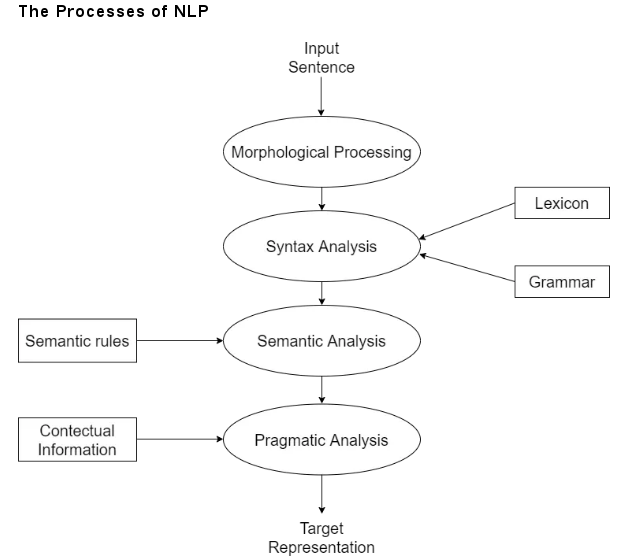 The Processes of NLP
Input
Sentence
Morphological Processing
Lexicon
Syntax Analysis
Grammar
Semantic rules
Semantic Analysis
Contectual
Information
Pragmatic Analysis
Target
Representation